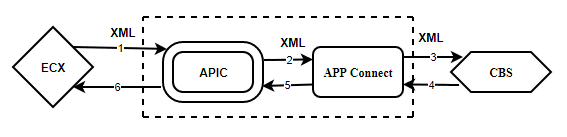 XML
1
ECX
6
APIC
XML
2
5
APP Connect
XML
3
4
CBS